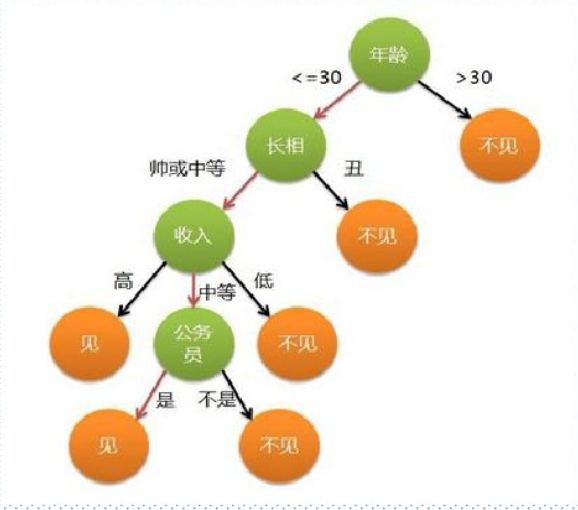 年龄
<=30
>30
长相
不见
帅或中等
丑
收入
不见
高
中等
低
见
公务
员
不见
是
不是
见
不见